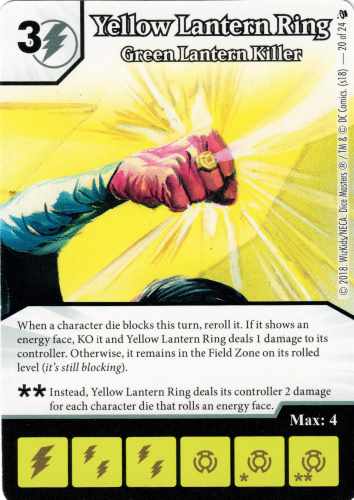 3
Yellow Lantern Ring
Green Lantern Killer
© 2018: WizKids/NECA: Dice Masters ® / TM & © DC Comics. (s18) — 20 of 24
When a character die blocks this turn, reroll it. If it shows an
energy face, KO it and Yellow Lantern Ring deals 1 damage to its
controller. Otherwise, it remains in the Field Zone on its rolled
level (it's still blocking).
** Instead, Yellow Lantern Ring deals its controller 2 damage
for each character die that rolls an energy face.
Max: 4
*
**